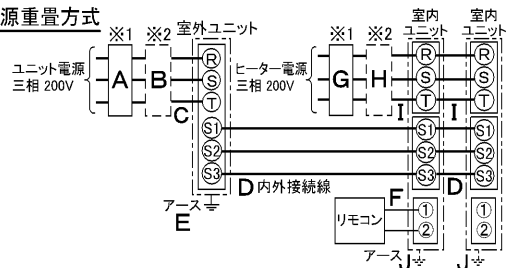 源重畳方式
※1 ※2 室外ユニット
ユニット電源
三相 200V
A B C
R
S
T
S1
S2
S3
D 内外接続線
アース
E
※1 ※2
ヒーター電源
三相 200V
G H I I
室内
ユニット
室内
ユニット
R R
S S
T T
S1 S1
S2 S2
S3 S3
D
F
リモコン
① ①
② ②
アース J J